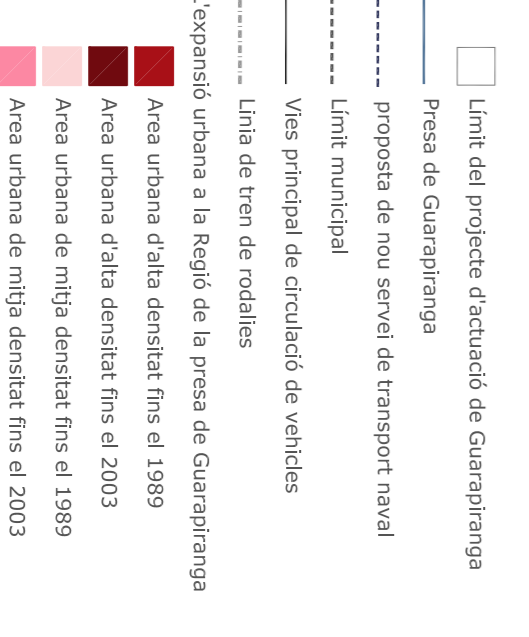 Límit del projecte d'actuació de Guarapiranga
Presa de Guarapiranga
proposta de nou servei de transport naval
Límit municipal
Vies principal de circulació de vehicles
Linia de tren de rodalies
L'expansió urbana a la Regió de la presa de Guarapiranga
Area urbana d'alta densitat fins el 1989
Area urbana d'alta densitat fins el 2003
Area urbana de mitja densitat fins el 1989
Area urbana de mitja densitat fins el 2003